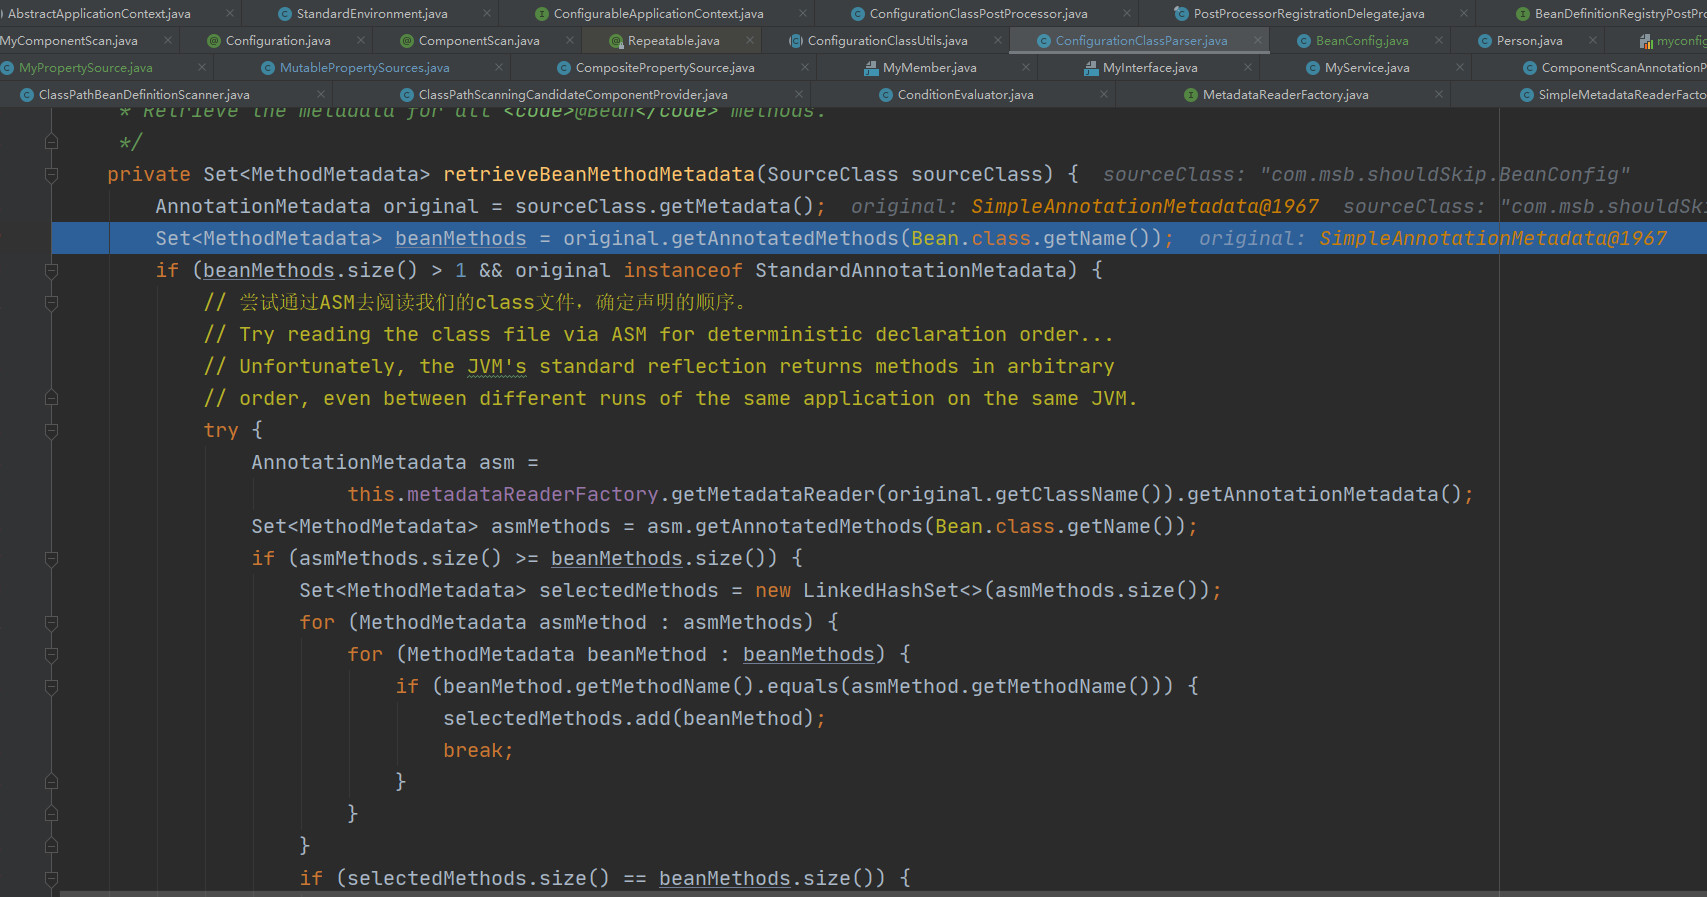 AbstractApplicationContext.java StandardEnvironment.java ConfigurableApplicationContext.java ConfigurationClassPostProcessor.java PostProcessorRegistrationDelegate.java BeanDefinitionRegistryPostPro
MyComponentScan.java Configuration.java ComponentScan.java Repeatable.java ConfigurationClassUtils.java ConfigurationClassParser.java BeanConfig.java Person.java myconfig
MyPropertySource.java MutablePropertySources.java CompositePropertySource.java MyMember.java MyInterface.java MyService.java ComponentScanAnnotationP
ClassPathBeanDefinitionScanner.java ClassPathScanningCandidateComponentProvider.java ConditionEvaluator.java MetadataReaderFactory.java SimpleMetadataReaderFacto
* Retrieve the metadata for all <code>@Bean</code> methods.
*/
private Set<MethodMetadata> retrieveBeanMethodMetadata(SourceClass sourceClass) { sourceClass: "com.msb.shouldSkip.BeanConfig"
AnnotationMetadata original = sourceClass.getMetadata(); original: SimpleAnnotationMetadata@1967 sourceClass: "com.msb.shouldSki
Set<MethodMetadata> beanMethods = original.getAnnotatedMethods(Bean.class.getName()); original: SimpleAnnotationMetadata@1967
if (beanMethods.size() > 1 && original instanceof StandardAnnotationMetadata) {
// 尝试通过ASM去阅读我们的class文件，确定声明的顺序。
// Try reading the class file via ASM for deterministic declaration order...
// Unfortunately, the JVM's standard reflection returns methods in arbitrary
// order, even between different runs of the same application on the same JVM.
try {
AnnotationMetadata asm =
this.metadataReaderFactory.getMetadataReader(original.getClassName()).getAnnotationMetadata();
Set<MethodMetadata> asmMethods = asm.getAnnotatedMethods(Bean.class.getName());
if (asmMethods.size() >= beanMethods.size()) {
Set<MethodMetadata> selectedMethods = new LinkedHashSet<>(asmMethods.size());
for (MethodMetadata asmMethod : asmMethods) {
for (MethodMetadata beanMethod : beanMethods) {
if (beanMethod.getMethodName().equals(asmMethod.getMethodName())) {
selectedMethods.add(beanMethod);
break;
}
}
}
if (selectedMethods.size() == beanMethods.size()) {